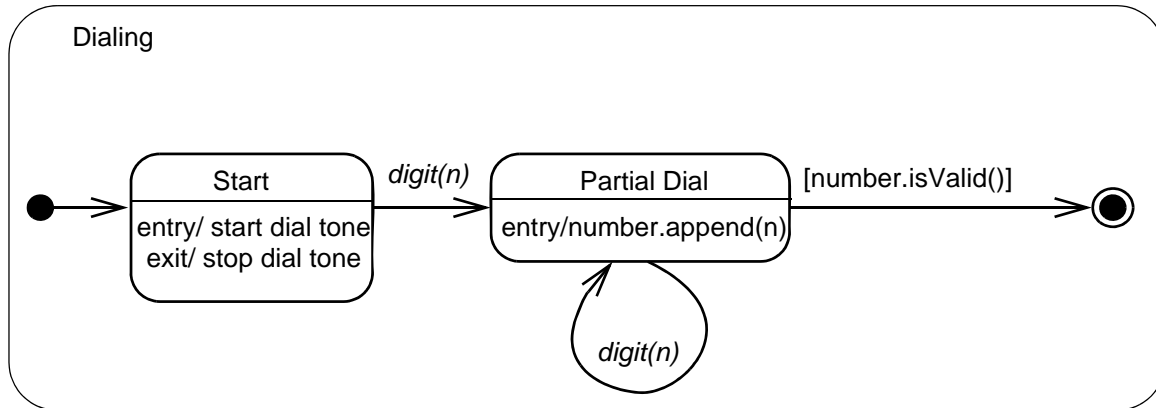 Dialing
Start
entry/ start dial tone
exit/ stop dial tone
digit(n)
Partial Dial
entry/number.append(n)
digit(n)
[number.isValid()]